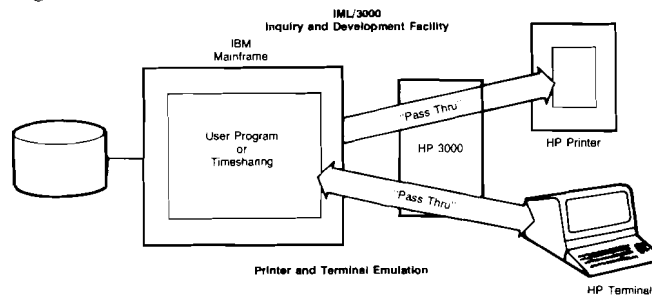 IML/3000
Inquiry and Development Facility
IBM
Mainframe
User Program
or
Timesharing
"Pass Thru"
HP 3000
"Pass Thru"
HP Printer
HP Terminal
Printer and Terminal Emulation